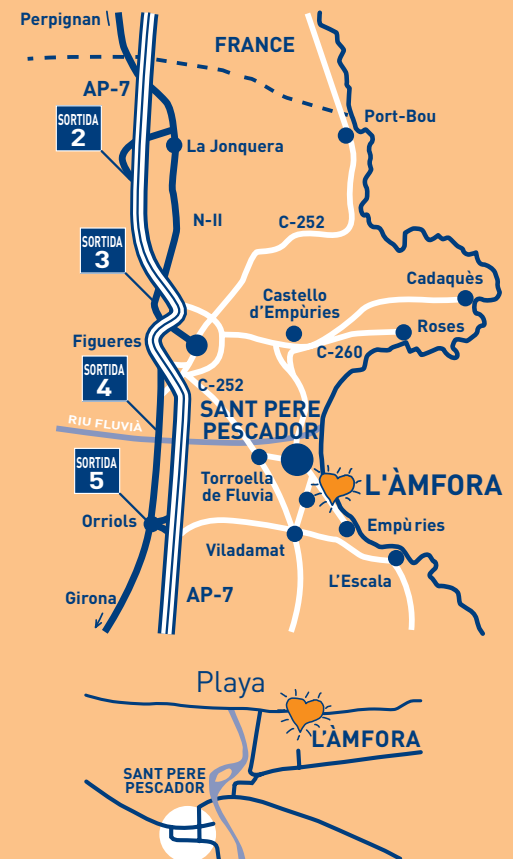 Perpignan
FRANCE
AP-7
SORTIDA
2
Port-Bou
La Jonquera
N-II
C-252
SORTIDA
3
Castello
d'Empùries
Cadaquès
Roses
Figueres
C-260
SORTIDA
4
C-252
SANT PERE
PESCADOR
RIU FLUVIÀ
SORTIDA
5
Torroella
de Fluvia
L'ÀMFORA
Orriols
Empùries
Viladamat
L'Escala
Girona
AP-7
Playa
L'ÀMFORA
SANT PERE
PESCADOR